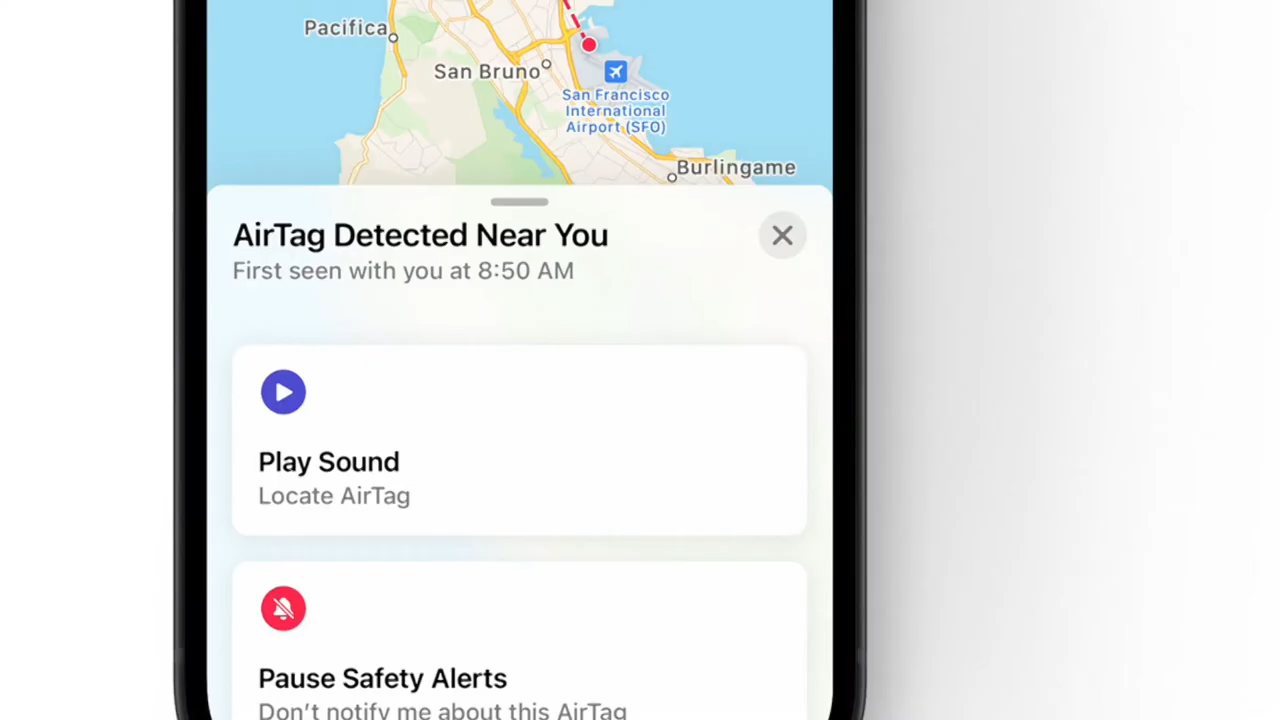 Pacifica
San Bruno
San Francisco
International
Airport (SFO)
Burlingame
AirTag Detected Near You
First seen with you at 8:50 AM
Play Sound
Locate AirTag
Pause Safety Alerts
Don’t notify me about this AirTag